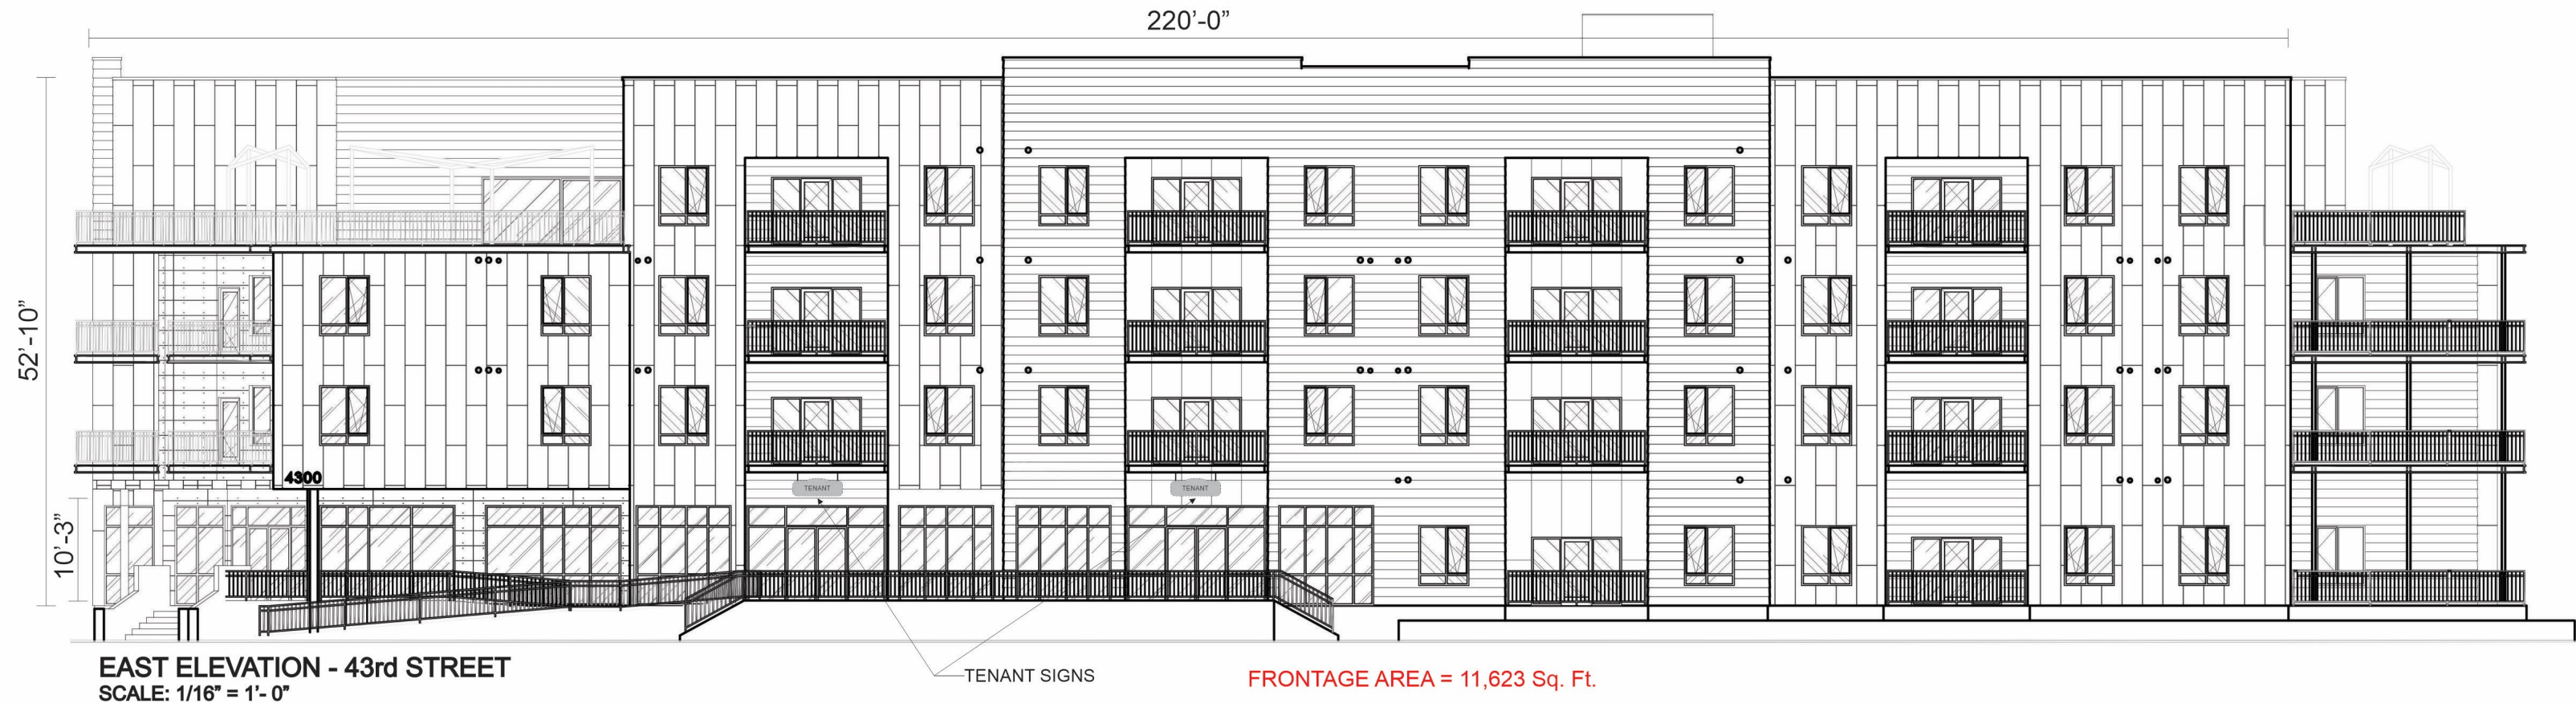 220'-0”
52'-10”
4300
TENANT
TENANT
10'-3”
EAST ELEVATION - 43rd STREET
SCALE: 1/16” = 1'- 0”
TENANT SIGNS
FRONTAGE AREA = 11,623 Sq. Ft.